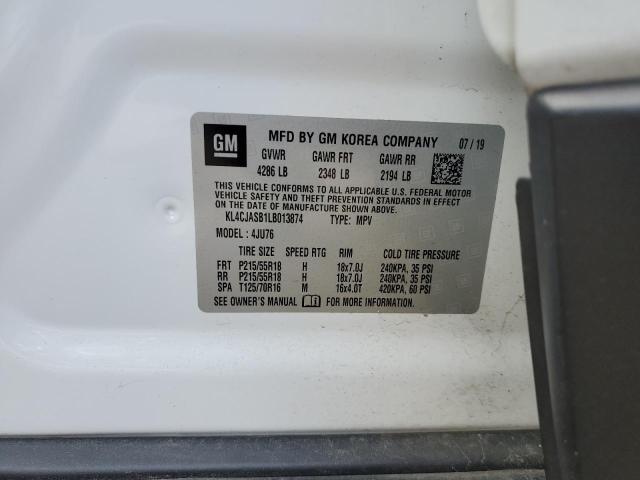 GM MFD BY GM KOREA COMPANY 07/19
GVWR GAWR FRT GAWR RR
4286 LB 2348 LB 2194 LB
THIS VEHICLE CONFORMS TO ALL APPLICABLE U.S. FEDERAL MOTOR
VEHICLE SAFETY AND THEFT PREVENTION STANDARDS IN EFFECT ON
THE DATE OF MANUFACTURE SHOWN ABOVE.
KL4CJASB1LB013874 TYPE: MPV
MODEL: 4JU76
TIRE SIZE SPEED RTG RIM COLD TIRE PRESSURE
FRT P215/55R18 H 18x7.0J 240KPA, 35 PSI
RR P215/55R18 H 18x7.0J 240KPA, 35 PSI
SPA T125/70R16 M 16x4.0T 420KPA, 60 PSI
SEE OWNER'S MANUAL FOR MORE INFORMATION.